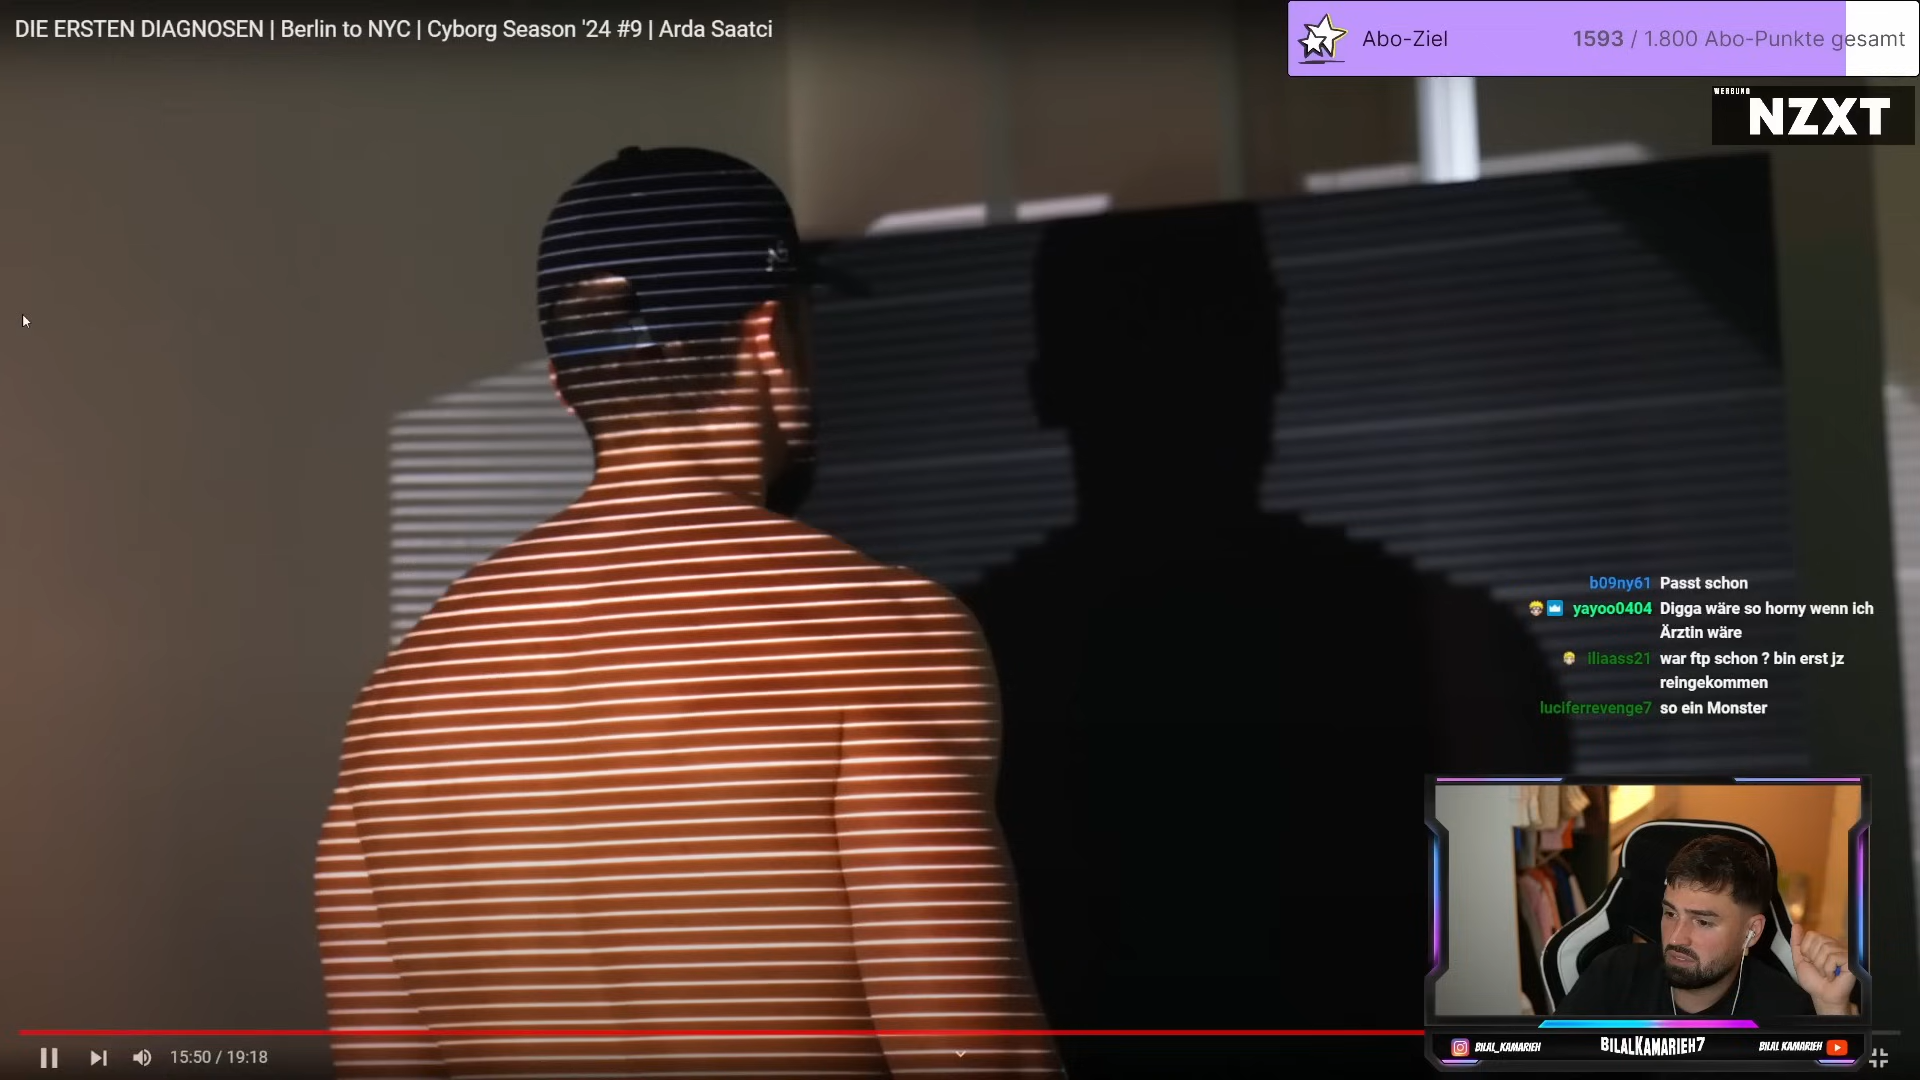 DIE ERSTEN DIAGNOSEN | Berlin to NYC | Cyborg Season '24 #9 | Arda Saatci
Abo-Ziel 1593 / 1.800 Abo-Punkte gesamt
WERBUNG
NZXT
b09ny61 Passt schon
yayoo0404 Digga wäre so horny wenn ich
Ärztin wäre
iliaass21 war ftp schon ? bin erst jz
reingekommen
luciferrevenge7 so ein Monster
15:50 / 19:18
BILAL_KAMARIEH BILALKAMARIEH7 BILAL KAMARIEH